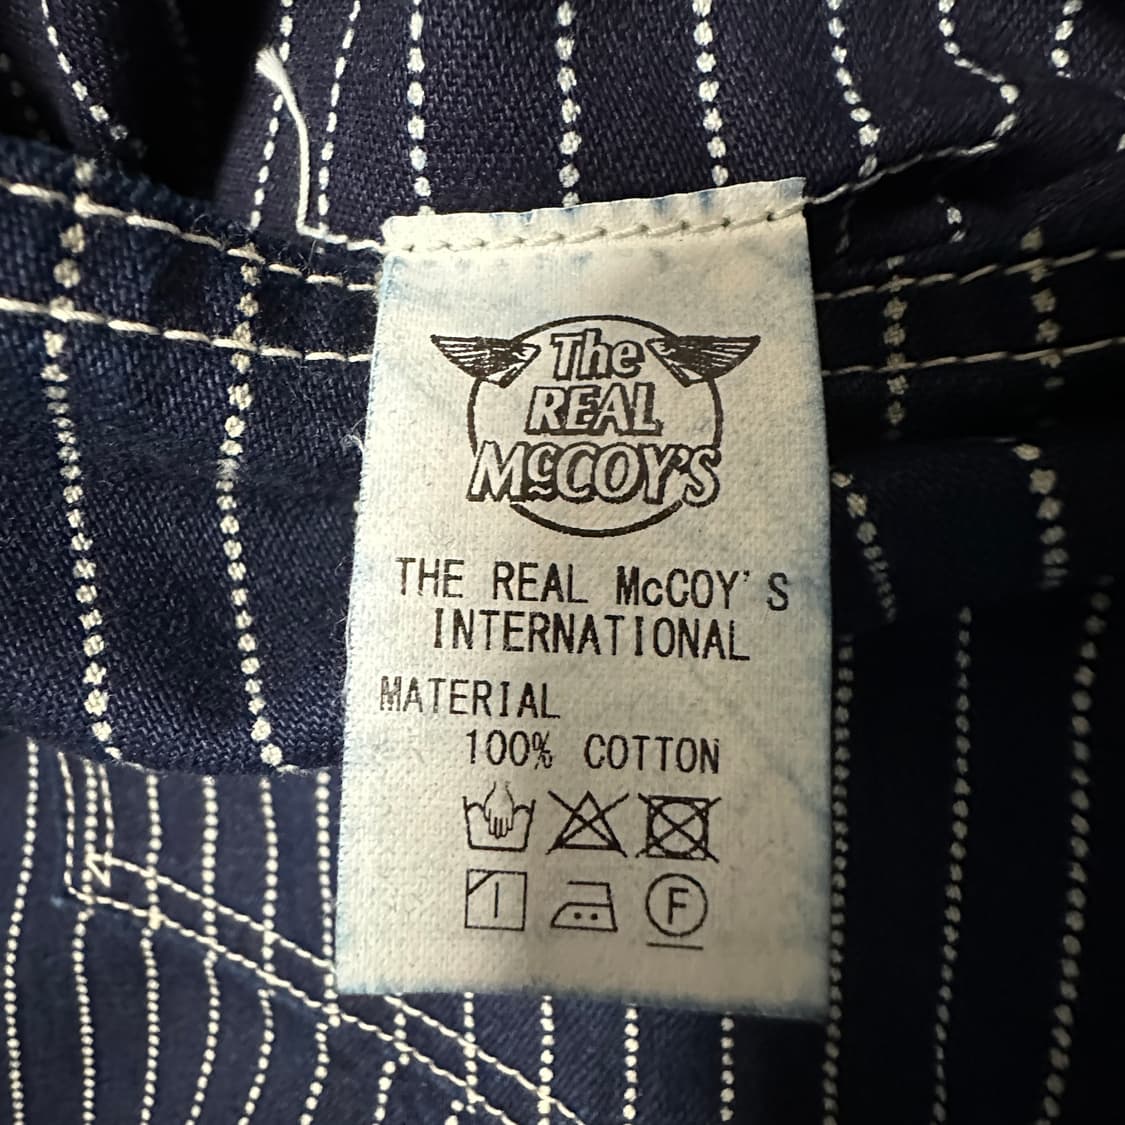 The
REAL
McCOY'S
THE REAL McCOY'S
INTERNATIONAL
MATERIAL
100% COTTON
F